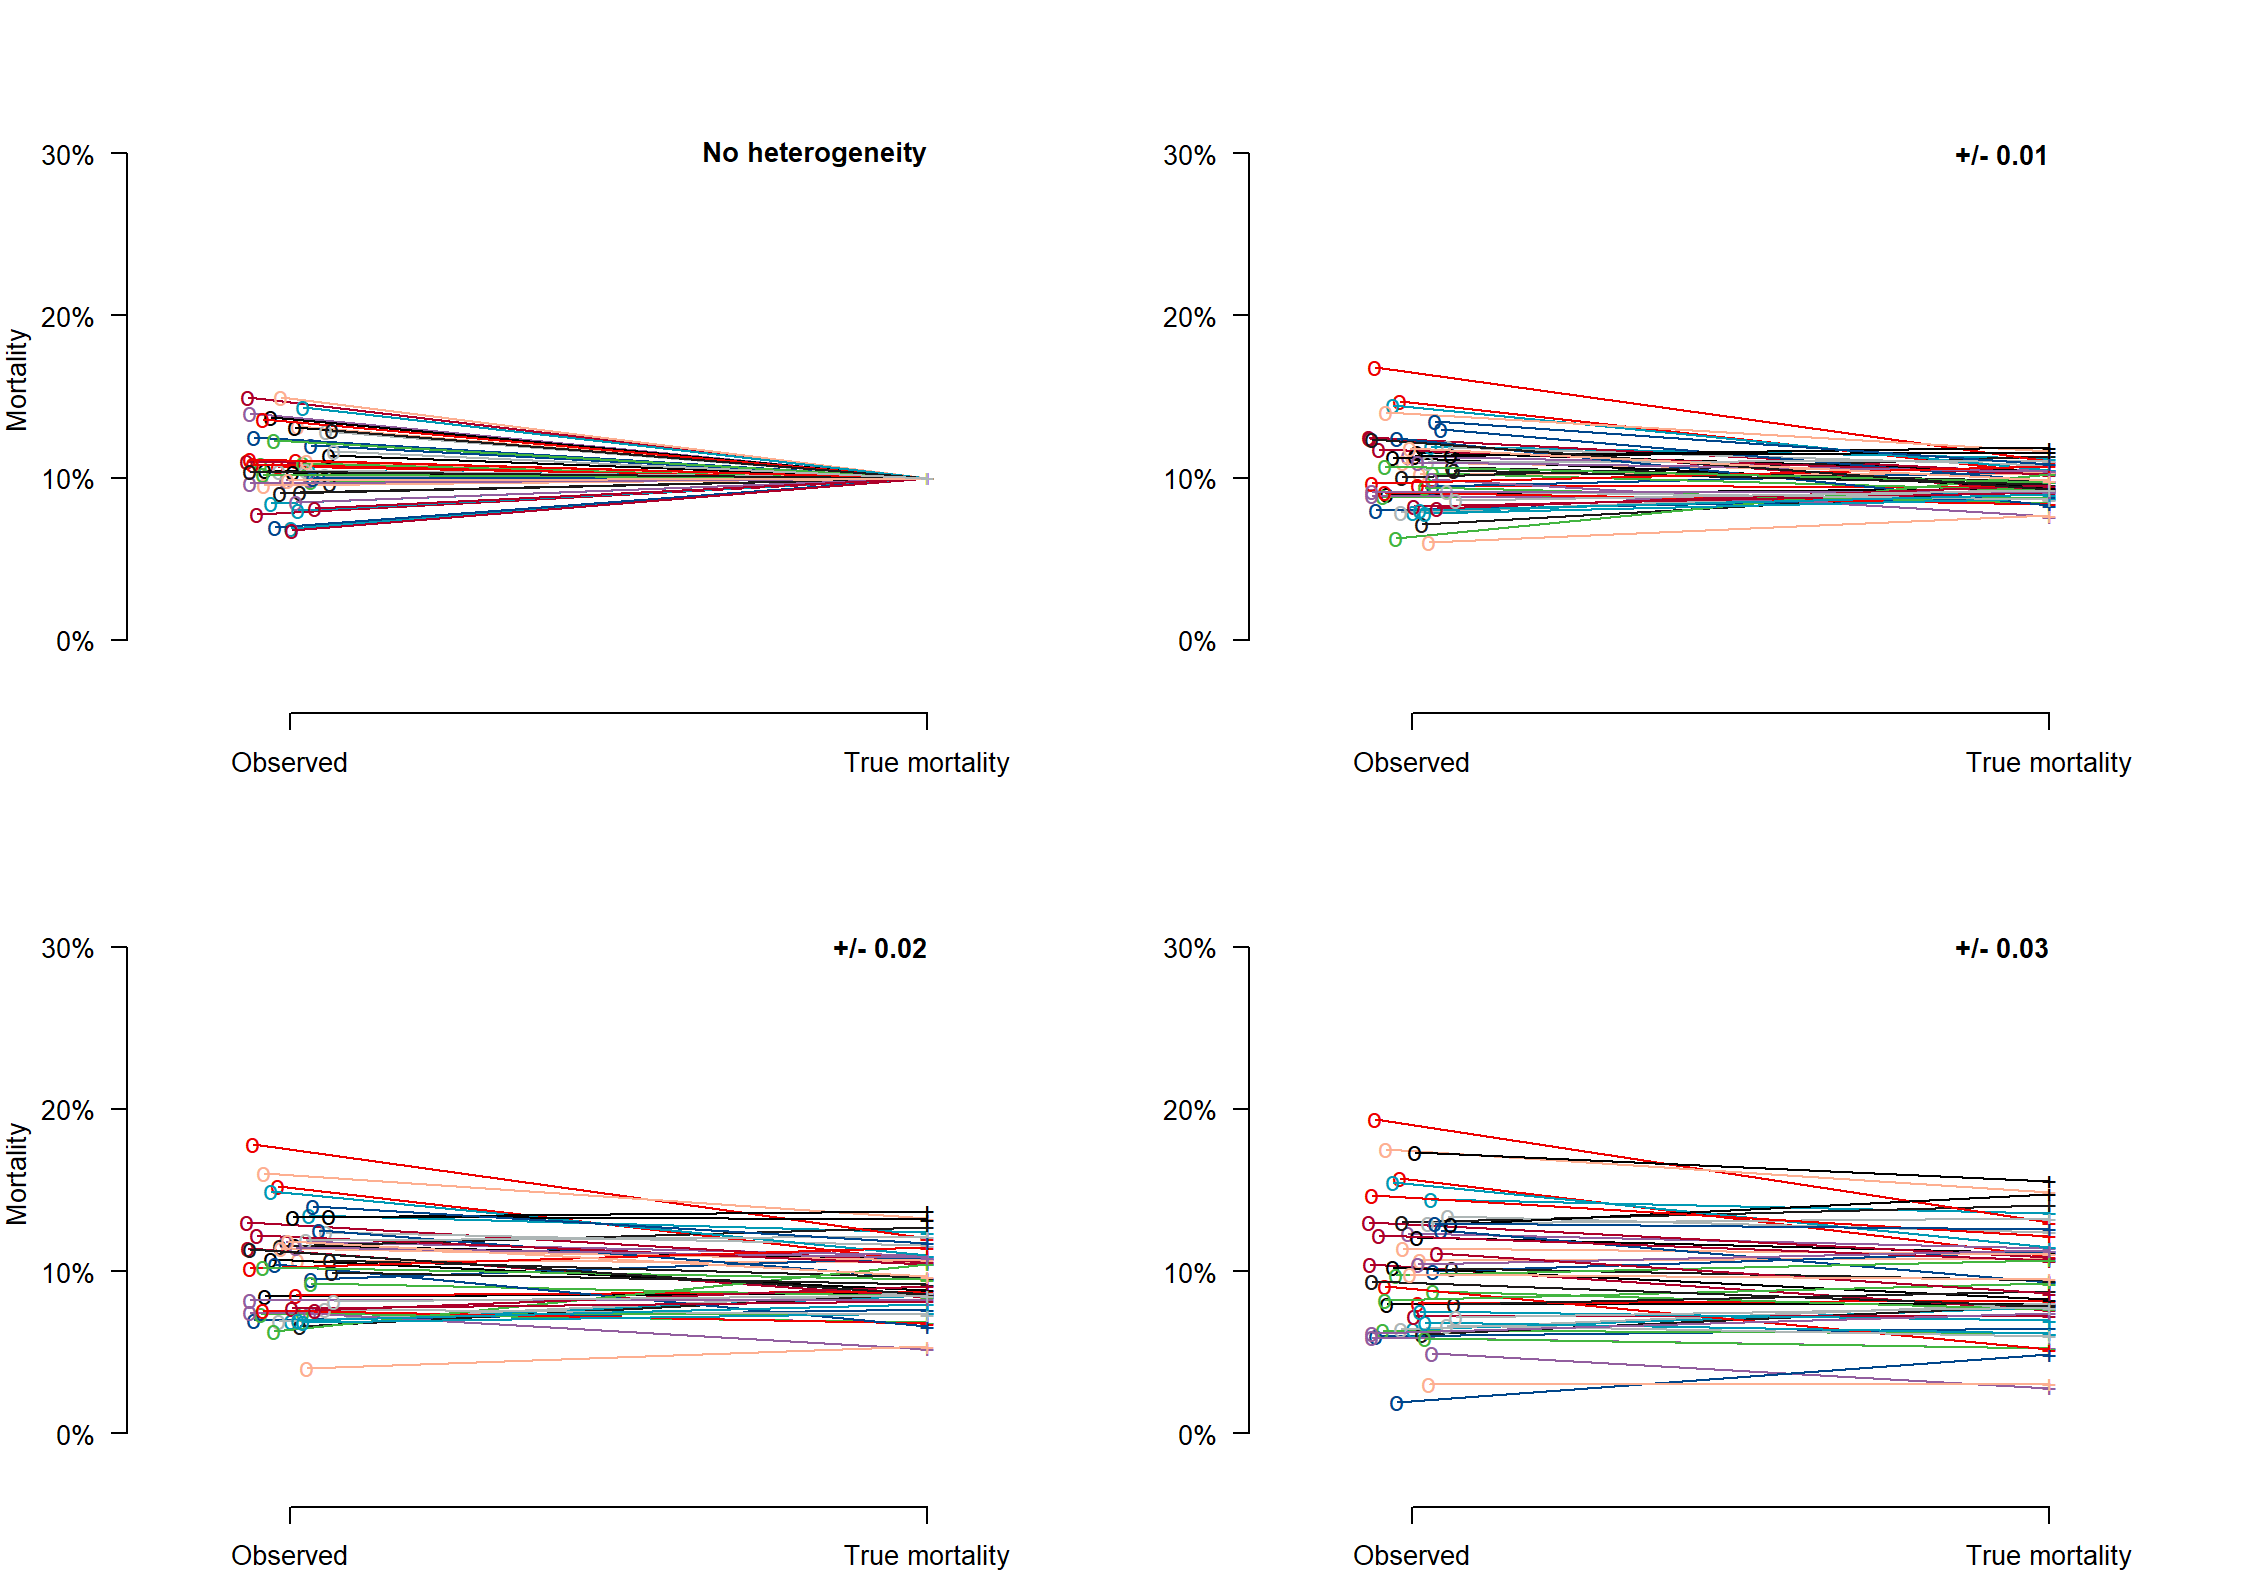 No heterogeneity
Mortality
30%
20%
10%
0%
Observed
True mortality
+/- 0.01
30%
20%
10%
0%
Observed
True mortality
+/- 0.02
Mortality
30%
20%
10%
0%
Observed
True mortality
+/- 0.03
30%
20%
10%
0%
Observed
True mortality